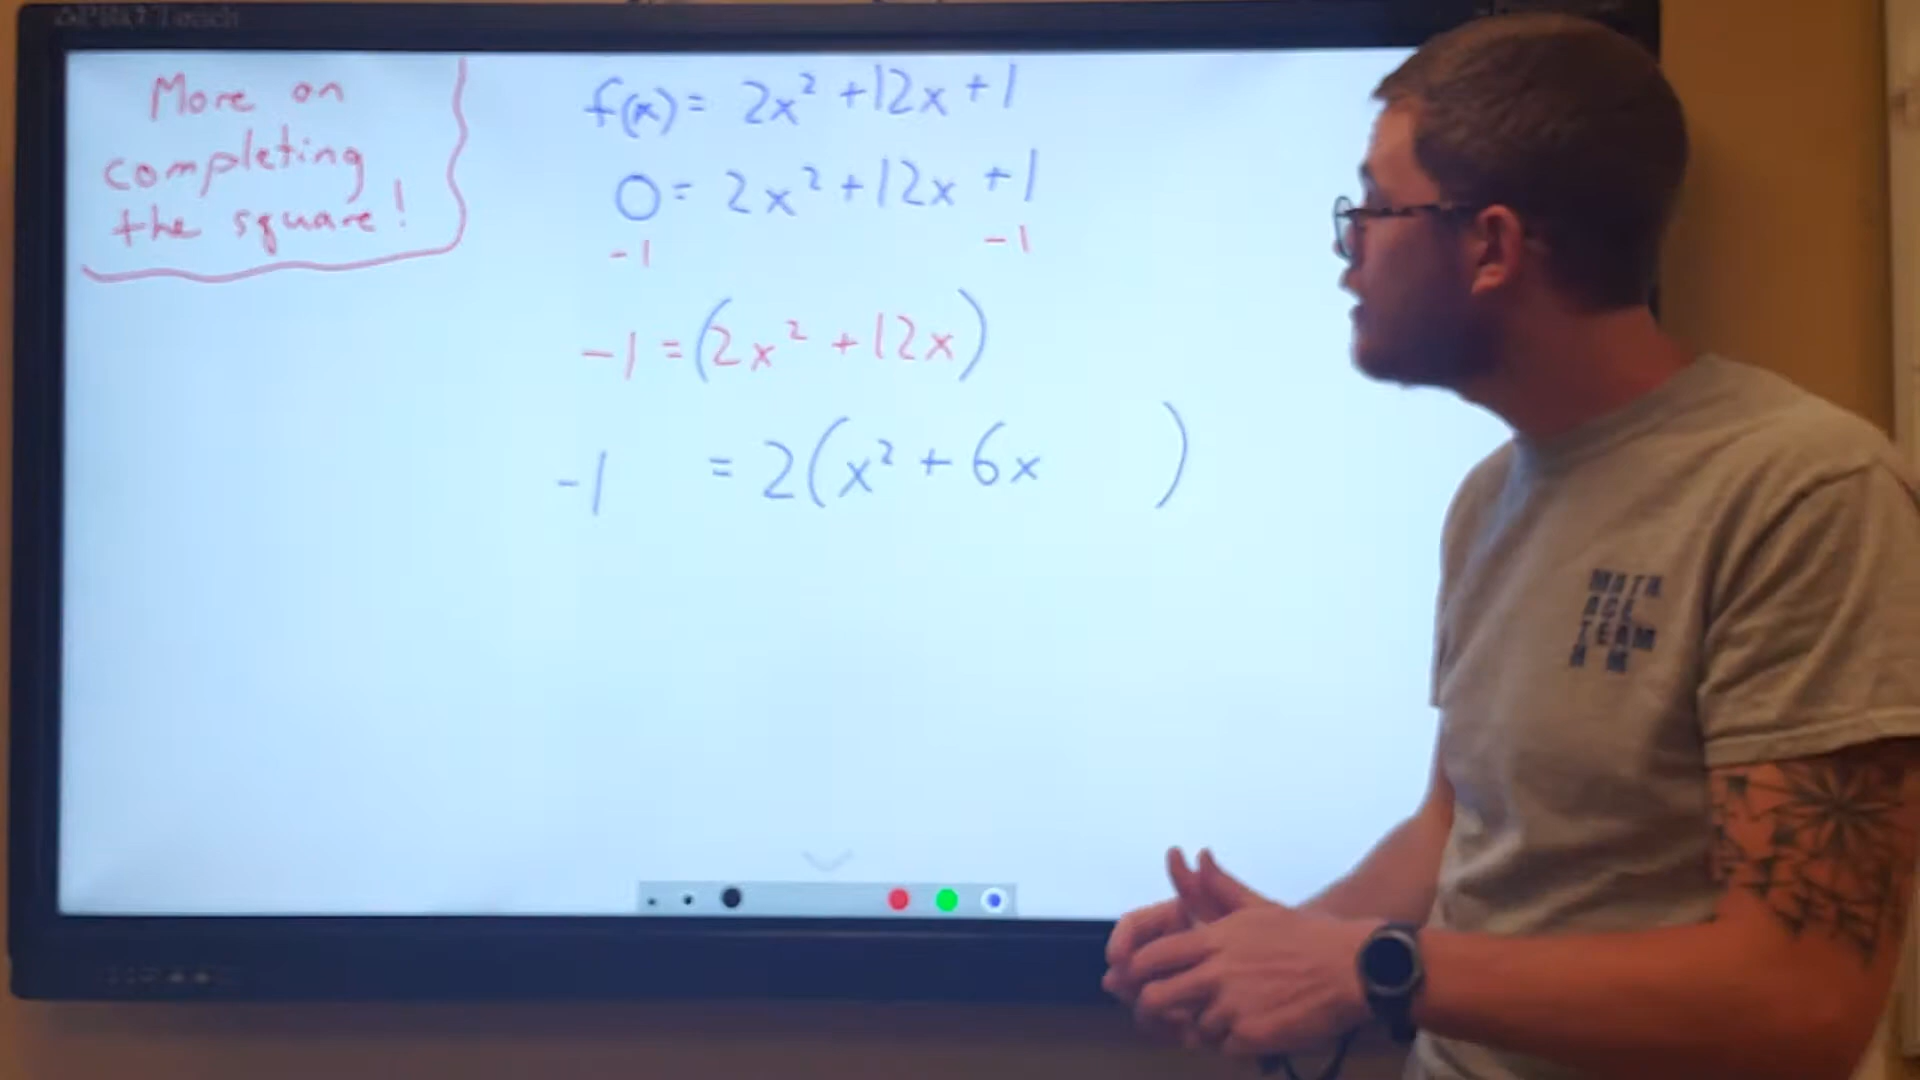 More on
completing
the square!
f(x) = 2x² + 12x + 1
0 = 2x² + 12x + 1
-1 -1
-1 = (2x² + 12x)
-1 = 2(x² + 6x )
MATH